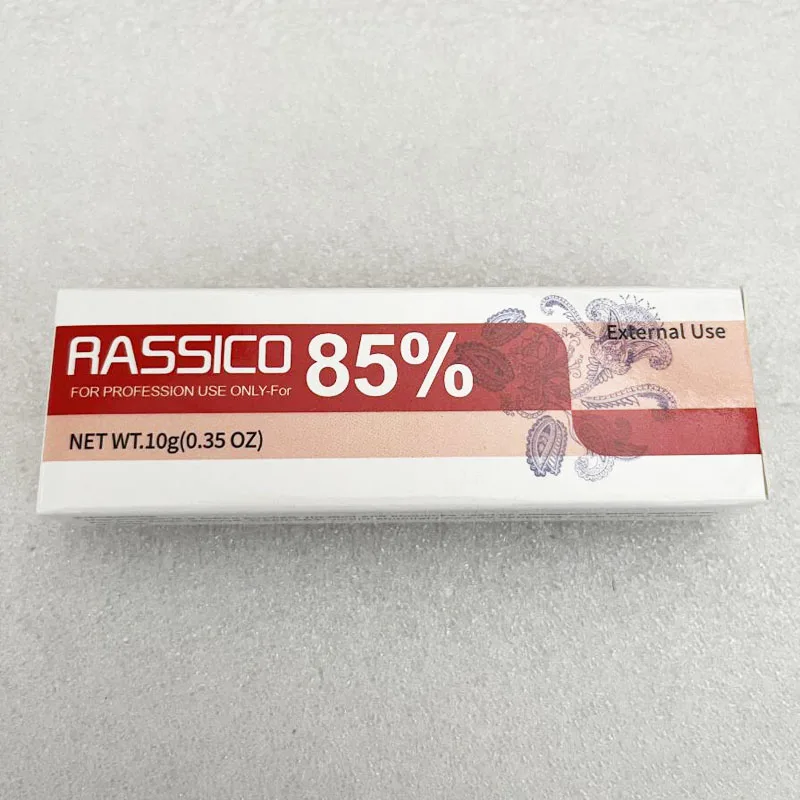 RASSICO 85%
FOR PROFESSION USE ONLY-For
External Use
NET WT.10g(0.35 OZ)